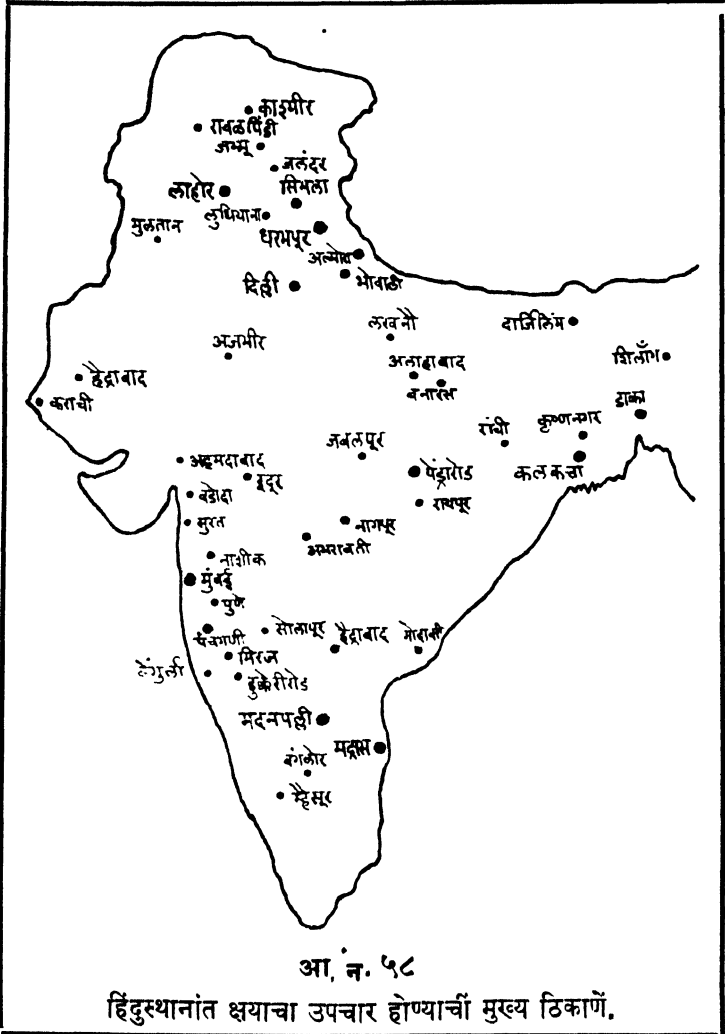 काश्मीर
रावळपिंडी
जम्मू
जलंदर
लाहोर
सिमला
लुधियाना
मुलतान
धरमपूर
अल्मोरा
दिल्ली
भोवाली
लखनौ
दार्जिलिंग
अजमीर
शिलाँग
अलाहाबाद
हैद्राबाद
बनारस
कराची
डाका
रांची
कृष्णनगर
जबलपूर
अहमदाबाद
पेंड्रारोड
कलकत्ता
इंदूर
बडोदा
रायपूर
सुरत
नागपूर
अमरावती
नाशीक
मुंबई
पुणे
सोलापूर
हैद्राबाद
पंचगणी
मिरज
वेंगुर्ला
हुकेरीरोड
मदनपल्ली
मद्रास
बंगळोर
म्हैसूर
आ. नं. ५८
हिंदुस्थानांत क्षयाचा उपचार होण्याचीं मुख्य ठिकाणें.